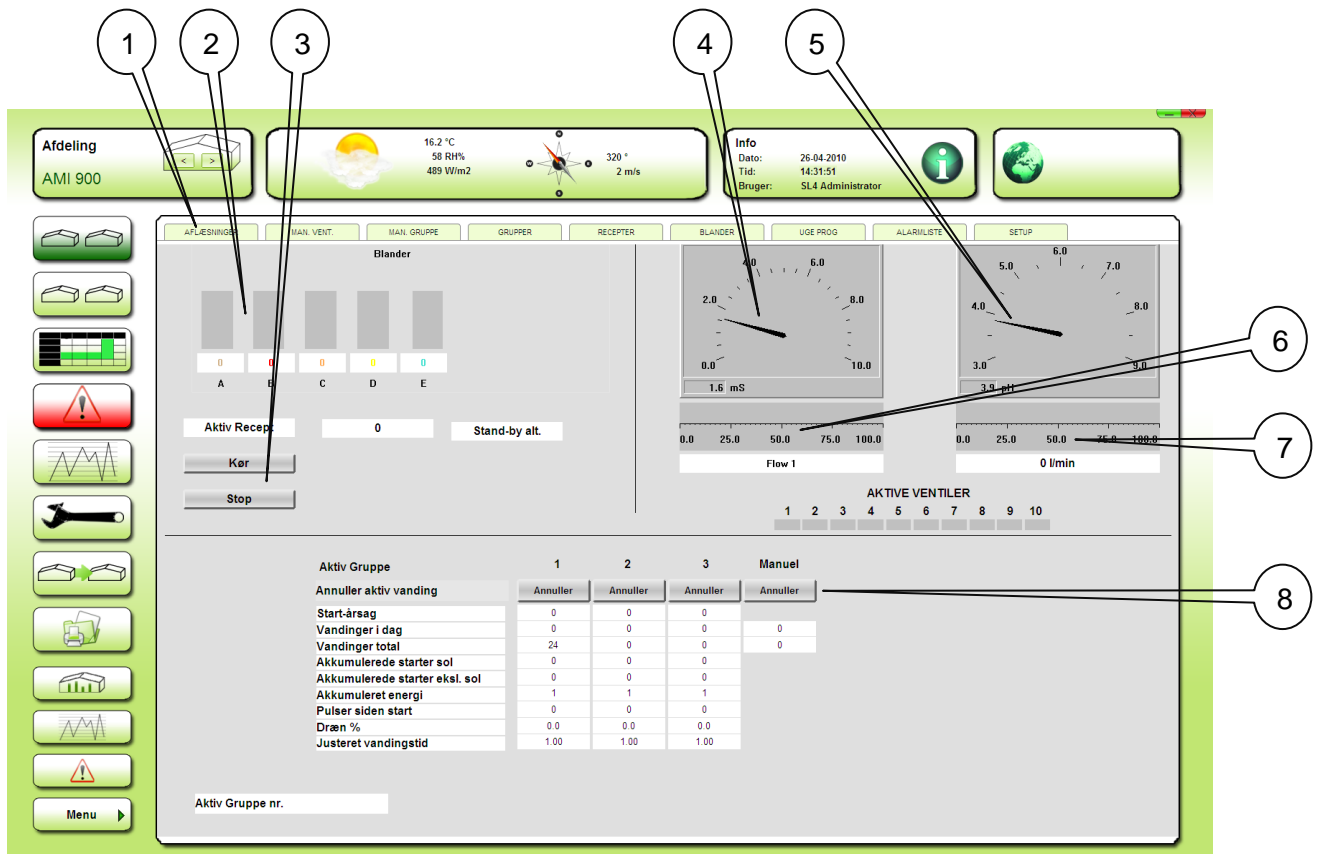 1 2 3 4 5
Afdeling
AMI 900
< >
16.2 °C
58 RH%
489 W/m2
320 °
2 m/s
Info
Dato: 26-04-2010
Tid: 14:31:51
Bruger: SL4 Administrator
AFLÆSNINGER MAN. VENT. MAN. GRUPPE GRUPPER RECEPTER BLANDER UGE PROG ALARMLISTE SETUP
Blander
0 0 0 0 0
A B C D E
0.0 2.0 4.0 6.0 8.0 10.0
1.6 mS
3.0 4.0 5.0 6.0 7.0 8.0 9.0
3.9 pH
6
Aktiv Recept 0 Stand-by alt.
Kør
Stop
0.0 25.0 50.0 75.0 100.0
Flow 1
0.0 25.0 50.0 75.0 100.0
0 l/min
7
AKTIVE VENTILER
1 2 3 4 5 6 7 8 9 10
Aktiv Gruppe 1 2 3 Manuel
Annuller aktiv vanding Annuller Annuller Annuller Annuller
8
Start-årsag 0 0 0
Vandinger i dag 0 0 0 0
Vandinger total 24 0 0 0
Akkumulerede starter sol 0 0 0
Akkumulerede starter eksl. sol 0 0 0
Akkumuleret energi 1 1 1
Pulser siden start 0 0 0
Dræn % 0.0 0.0 0.0
Justeret vandingstid 1.00 1.00 1.00
Aktiv Gruppe nr.
Menu